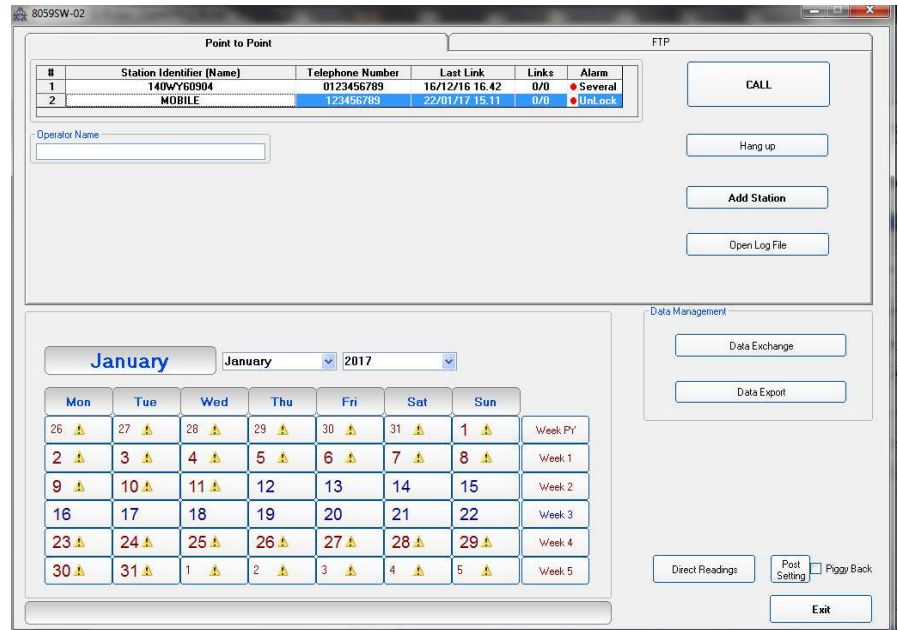 8059SW-02
Point to Point FTP
# Station Identifier (Name) Telephone Number Last Link Links Alarm
1 140WY60904 0123456789 16/12/16 16.42 0/0 Several
2 MOBILE 123456789 22/01/17 15.11 0/0 UnLock
CALL
Operator Name
Hang up
Add Station
Open Log File
Data Management
Data Exchange
January January 2017
Data Export
Mon Tue Wed Thu Fri Sat Sun
26 27 28 29 30 31 1 Week PY
2 3 4 5 6 7 8 Week 1
9 10 11 12 13 14 15 Week 2
16 17 18 19 20 21 22 Week 3
23 24 25 26 27 28 29 Week 4
30 31 1 2 3 4 5 Week 5
Direct Readings Post Setting Piggy Back
Exit